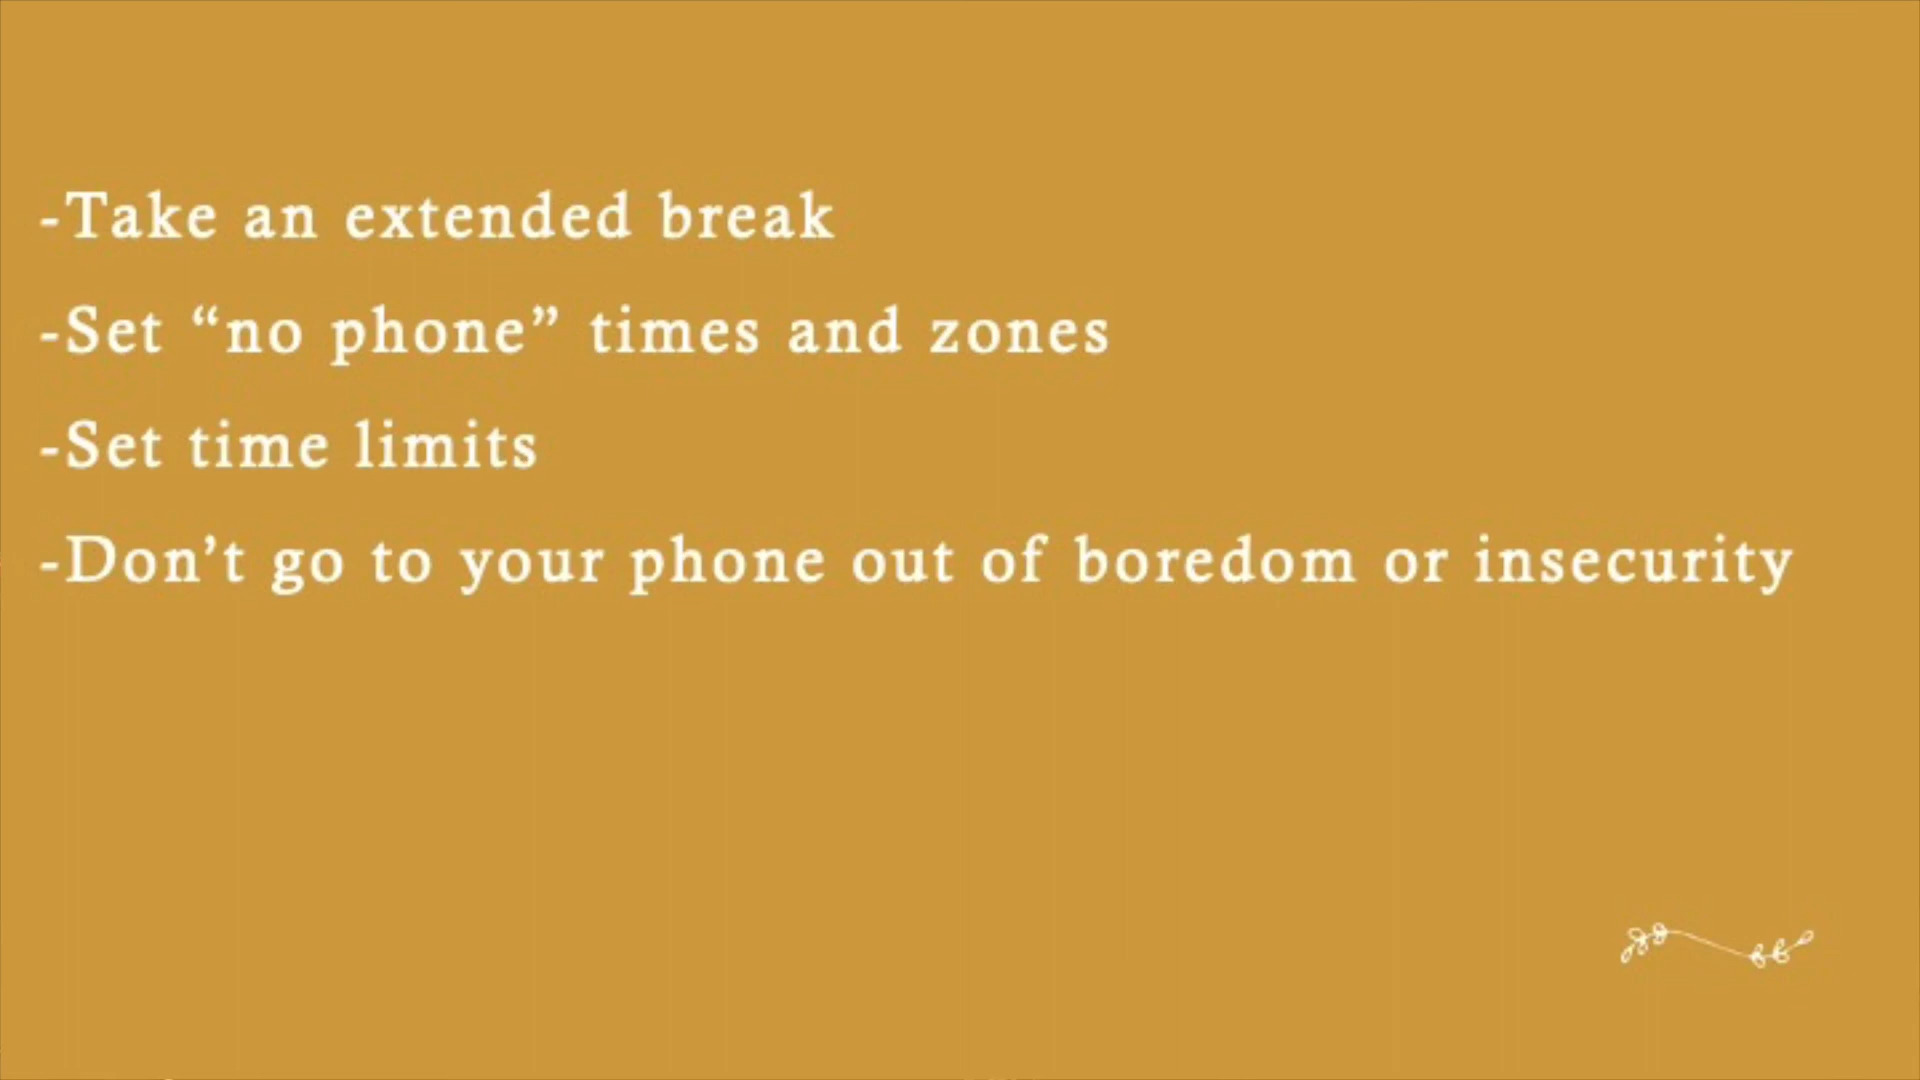 -Take an extended break
-Set “no phone” times and zones
-Set time limits
-Don’t go to your phone out of boredom or insecurity